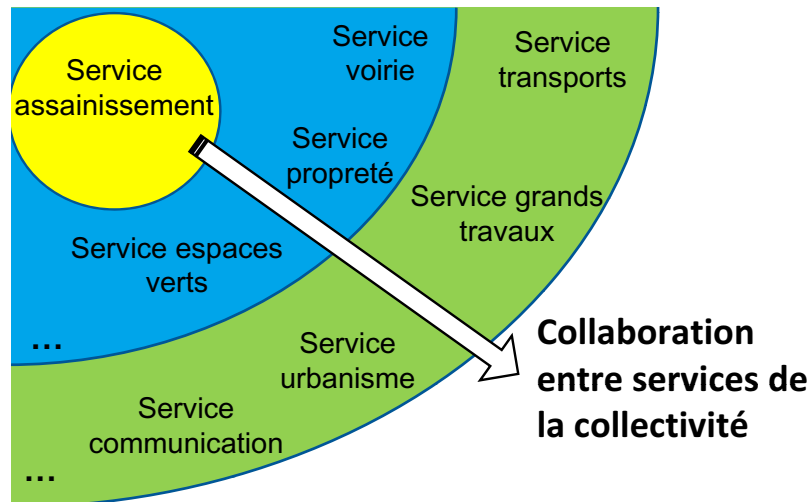 Service
assainissement
Service
voirie
Service
transports
Service
propreté
Service grands
travaux
Service espaces
verts
...
Service
urbanisme
Service
communication
...
Collaboration
entre services de
la collectivité